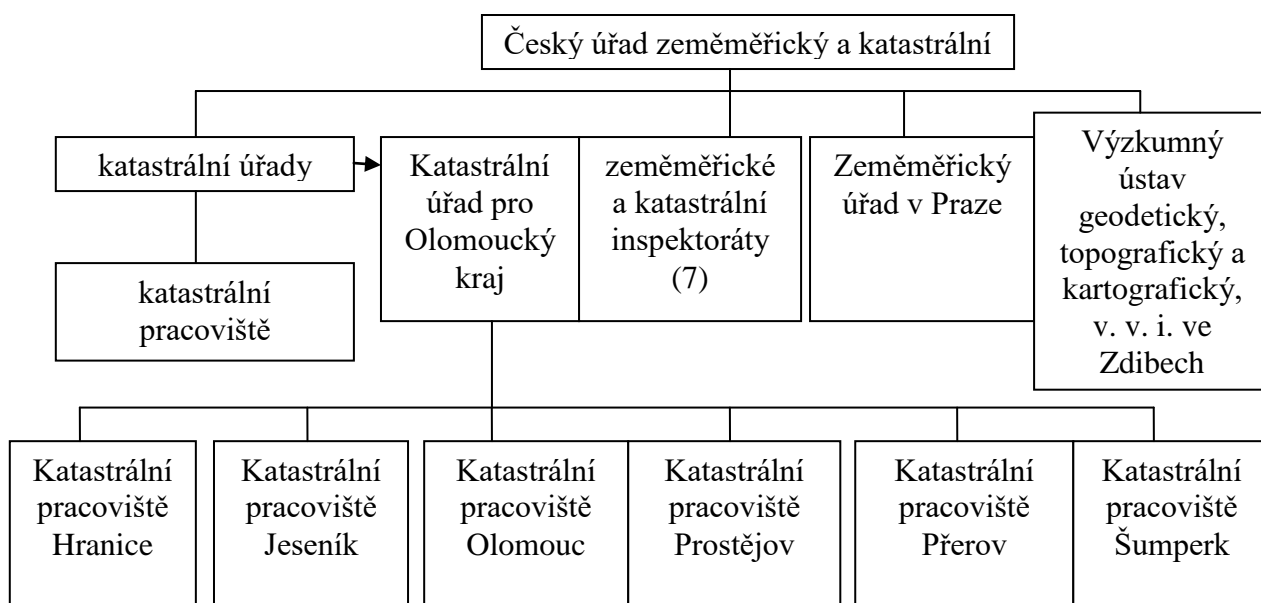 Český úřad zeměměřický a katastrální
katastrální úřady
katastrální
pracoviště
Katastrální
úřad pro
Olomoucký
kraj
zeměměřické
a katastrální
inspektoráty
(7)
Zeměměřický
úřad v Praze
Výzkumný
ústav
geodetický,
topografický a
kartografický,
v. v. i. ve
Zdibech
Katastrální
pracoviště
Hranice
Katastrální
pracoviště
Jeseník
Katastrální
pracoviště
Olomouc
Katastrální
pracoviště
Prostějov
Katastrální
pracoviště
Přerov
Katastrální
pracoviště
Šumperk